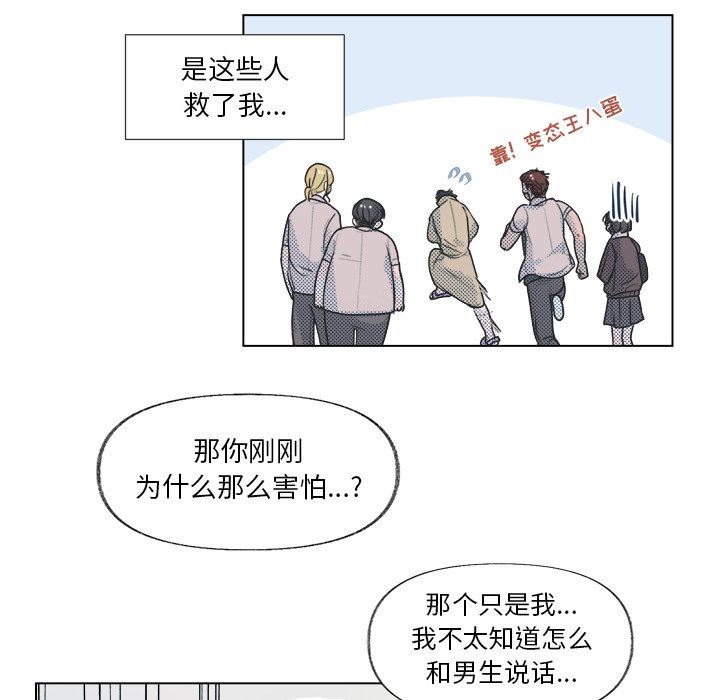 是这些人
救了我...
靠! 变态王八蛋
那你刚刚
为什么那么害怕...?
那个只是我...
我不太知道怎么
和男生说话...